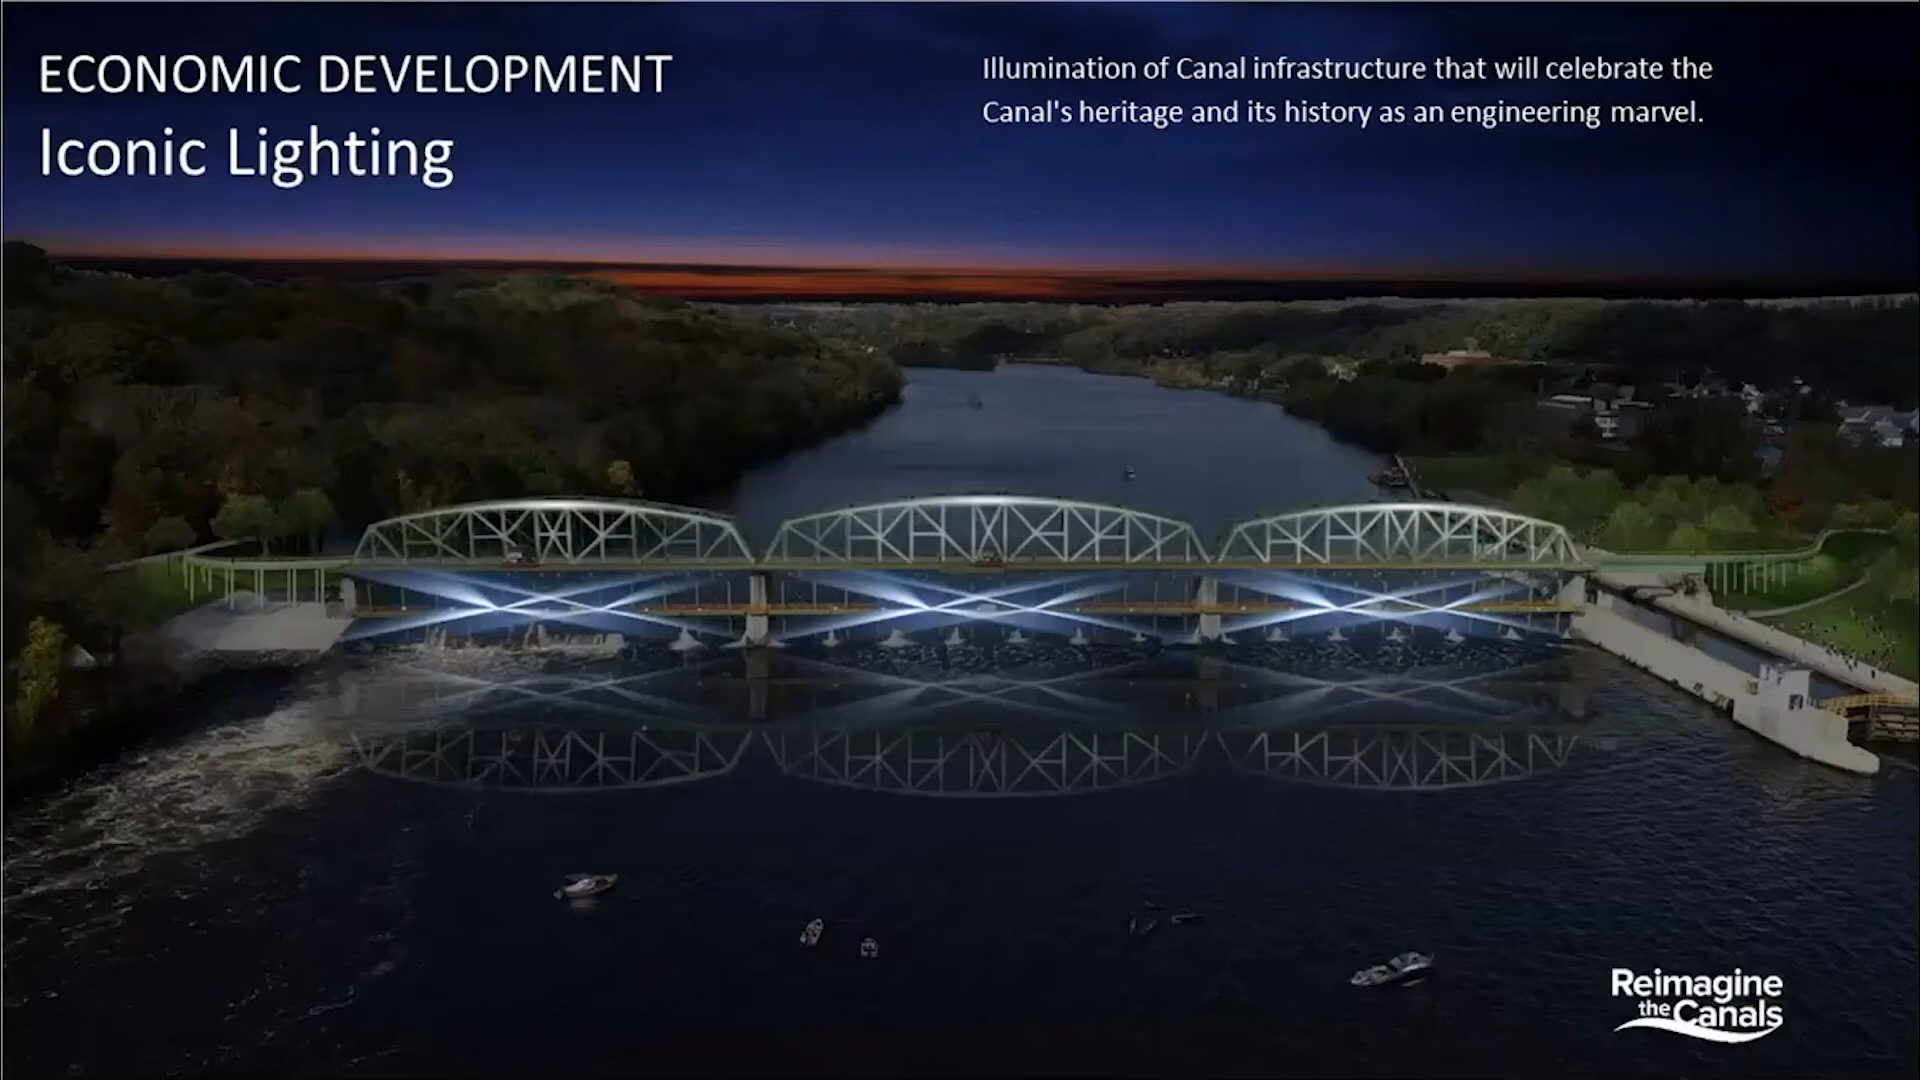 ECONOMIC DEVELOPMENT
Iconic Lighting
Illumination of Canal infrastructure that will celebrate the
Canal's heritage and its history as an engineering marvel.
Reimagine
the Canals